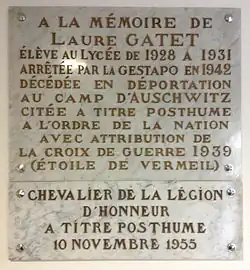 A LA MÉMOIRE DE
LAURE GATET
ÉLÈVE AU LYCÉE DE 1928 A 1931
ARRÊTÉE PAR LA GESTAPO EN 1942
DÉCÉDÉE EN DÉPORTATION
AU CAMP D'AUSCHWITZ
CITÉE A TITRE POSTHUME
A L'ORDRE DE LA NATION
AVEC ATTRIBUTION DE
LA CROIX DE GUERRE 1939
(ÉTOILE DE VERMEIL)
CHEVALIER DE LA LÉGION
D'HONNEUR
A TITRE POSTHUME
10 NOVEMBRE 1955